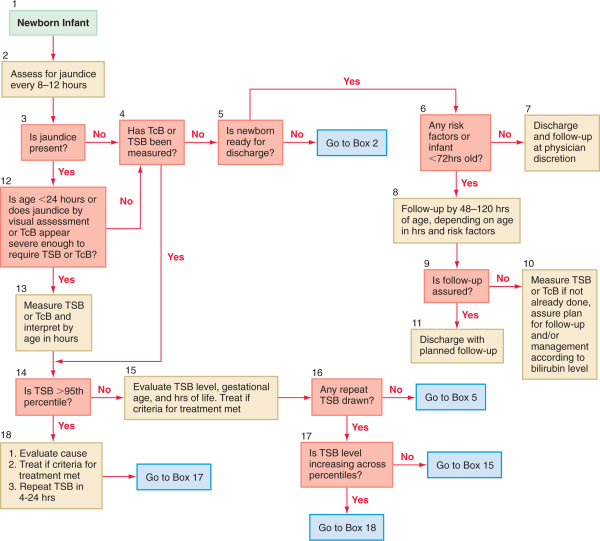 1
Newborn Infant
2
Assess for jaundice
every 8–12 hours
3
Is jaundice
present?
No
Yes
4
Has TcB or
TSB been
measured?
No
Yes
5
Is newborn
ready for
discharge?
Yes
No
Go to Box 2
6
Any risk
factors or
infant
<72hrs old?
No
Yes
7
Discharge
and follow-up
at physician
discretion
8
Follow-up by 48–120 hrs
of age, depending on age
in hrs and risk factors
9
Is follow-up
assured?
No
Yes
10
Measure TSB
or TcB if not
already done,
assure plan
for follow-up
and/or
management
according to
bilirubin level
11
Discharge with
planned follow-up
12
Is age <24 hours or
does jaundice by
visual assessment
or TcB appear
severe enough to
require TSB or TcB?
No
Yes
13
Measure TSB
or TcB and
interpret by
age in hours
14
Is TSB >95th
percentile?
No
Yes
15
Evaluate TSB level, gestational
age, and hrs of life. Treat if
criteria for treatment met
16
Any repeat
TSB drawn?
No
Go to Box 5
Yes
17
Is TSB level
increasing across
percentiles?
No
Go to Box 15
Yes
Go to Box 18
18
1. Evaluate cause
2. Treat if criteria for
treatment met
3. Repeat TSB in
4-24 hrs
Go to Box 17